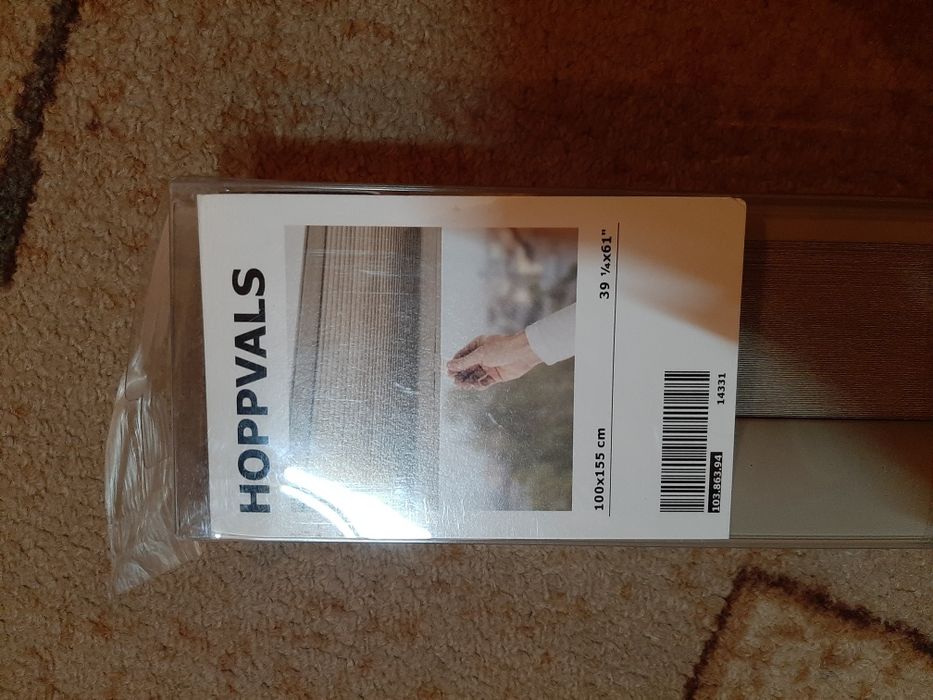 HOPPVALS
100x155 cm
39 ¼x61"
103.863.94
14331